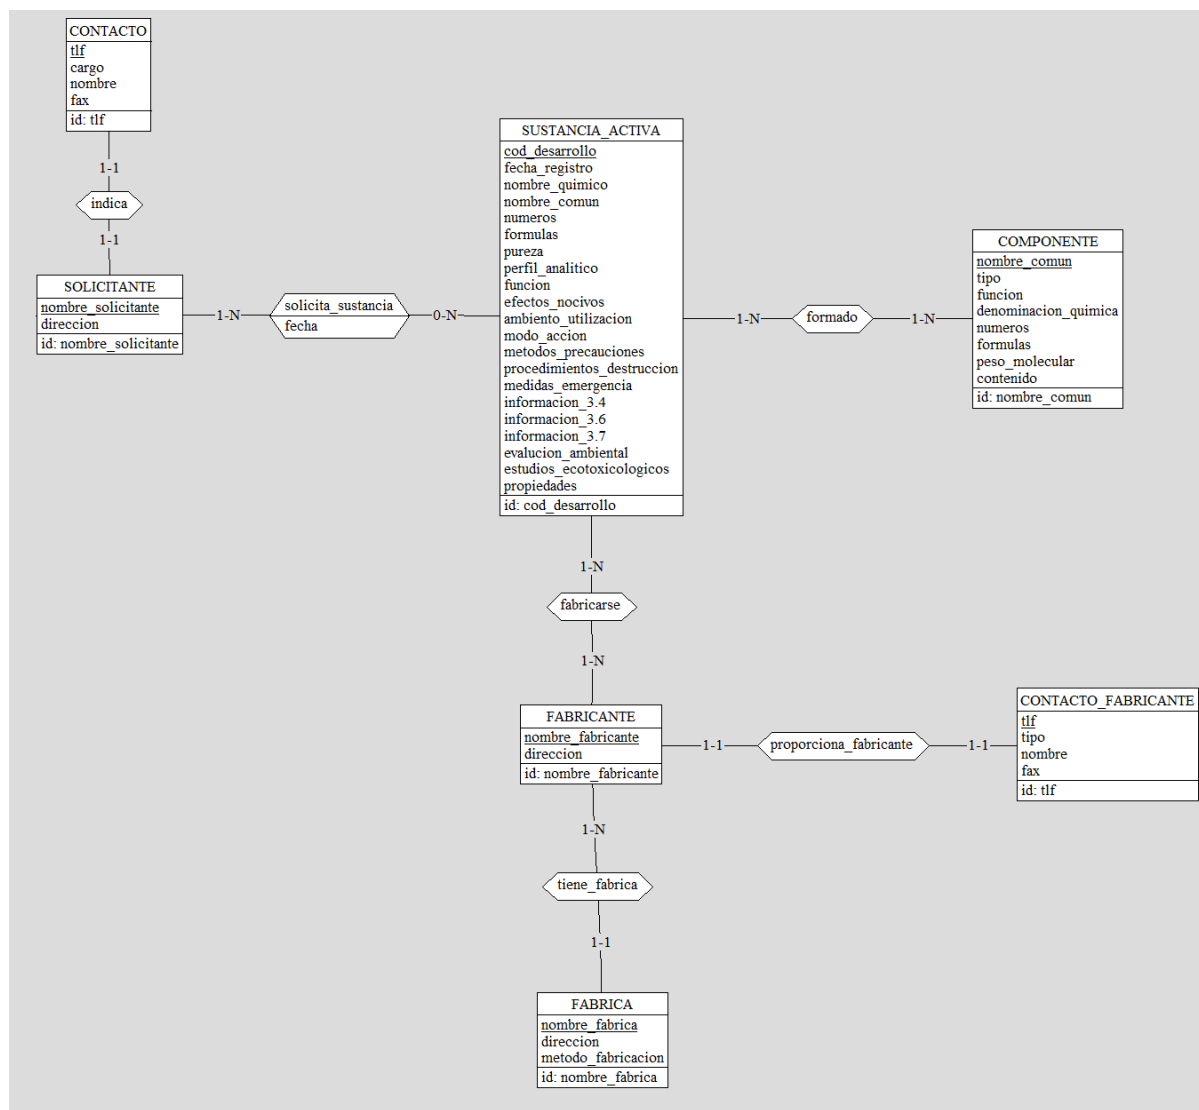 CONTACTO
tlf
cargo
nombre
fax
id: tlf
1-1
indica
1-1
SOLICITANTE
nombre_solicitante
direccion
id: nombre_solicitante
1-N
solicita_sustancia
fecha
0-N
SUSTANCIA_ACTIVA
cod_desarrollo
fecha_registro
nombre_quimico
nombre_comun
numeros
formulas
pureza
perfil_analitico
funcion
efectos_nocivos
ambiento_utilizacion
modo_accion
metodos_precauciones
procedimientos_destruccion
medidas_emergencia
informacion_3.4
informacion_3.6
informacion_3.7
evalucion_ambiental
estudios_ecotoxicologicos
propiedades
id: cod_desarrollo
1-N
formado
1-N
COMPONENTE
nombre_comun
tipo
funcion
denominacion_quimica
numeros
formulas
peso_molecular
contenido
id: nombre_comun
1-N
fabricarse
1-N
FABRICANTE
nombre_fabricante
direccion
id: nombre_fabricante
1-1
proporciona_fabricante
1-1
CONTACTO_FABRICANTE
tlf
tipo
nombre
fax
id: tlf
1-N
tiene_fabrica
1-1
FABRICA
nombre_fabrica
direccion
metodo_fabricacion
id: nombre_fabrica